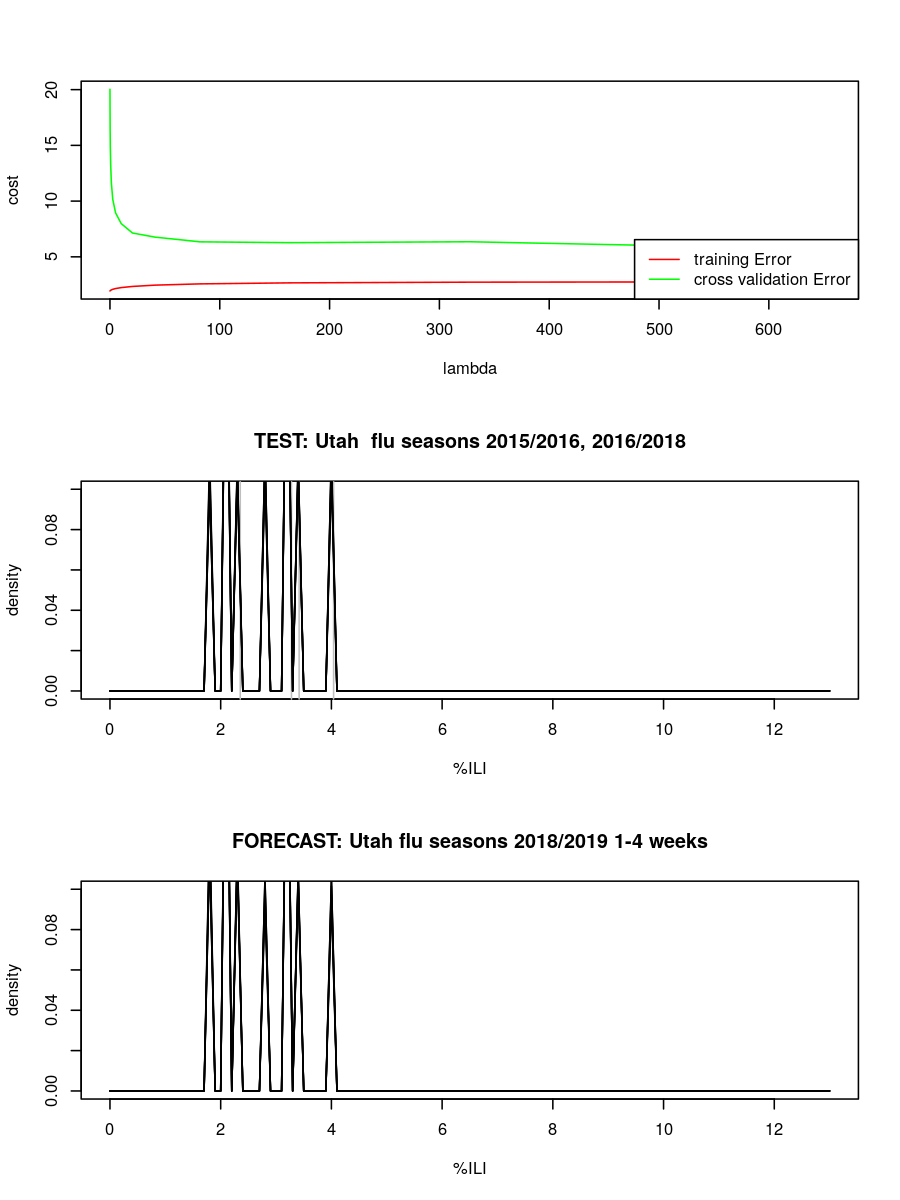 20
15
10
5
cost
training Error
cross validation Error
0 100 200 300 400 500 600
lambda
TEST: Utah  flu seasons 2015/2016, 2016/2018
0.08
0.04
0.00
density
0 2 4 6 8 10 12
%ILI
FORECAST: Utah flu seasons 2018/2019 1-4 weeks
0.08
0.04
0.00
density
0 2 4 6 8 10 12
%ILI